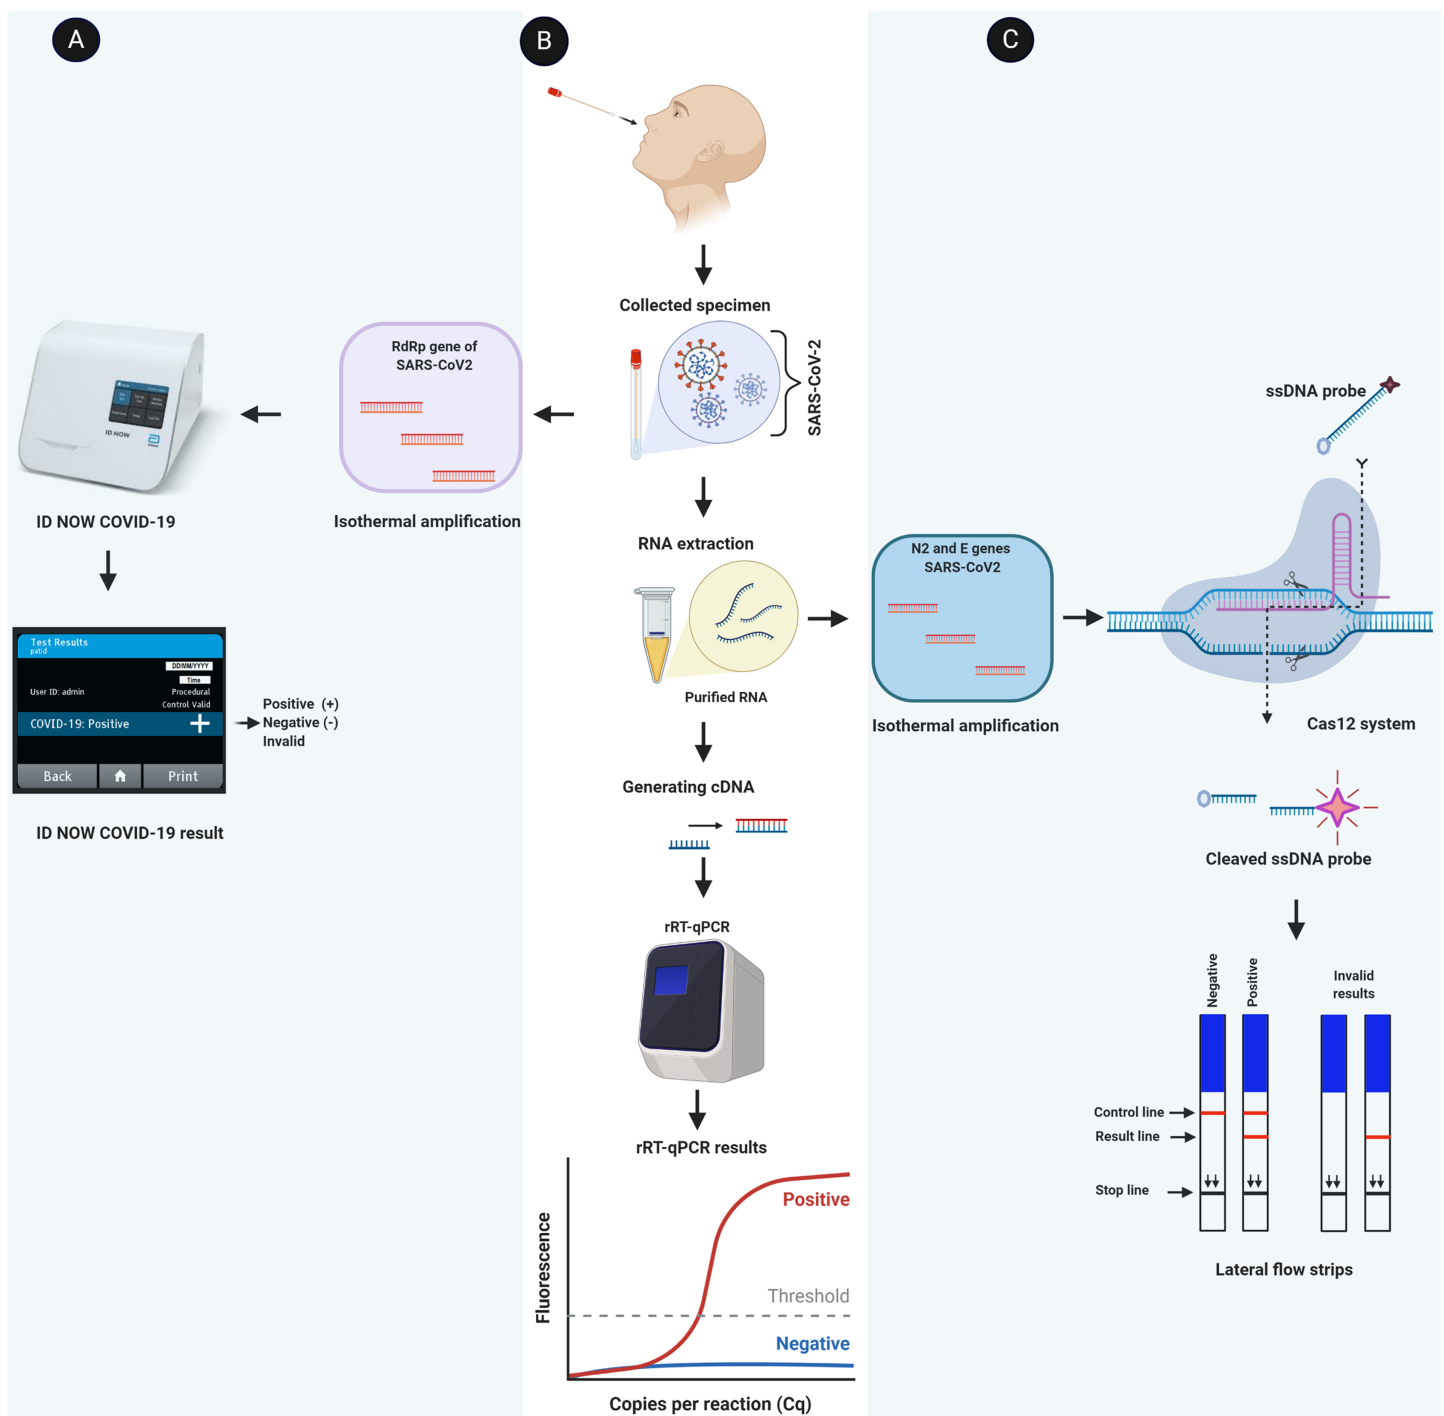 A
B
C
Collected specimen
SARS-CoV-2
RdRp gene of
SARS-CoV2
Isothermal amplification
ID NOW
ID NOW COVID-19
Test Results
patid
DD/MM/YYYY
Time
User ID: admin
Procedural
Control Valid
COVID-19: Positive
Back
Print
Positive (+)
Negative (-)
Invalid
ID NOW COVID-19 result
RNA extraction
Purified RNA
Generating cDNA
rRT-qPCR
rRT-qPCR results
Fluorescence
Positive
Threshold
Negative
Copies per reaction (Cq)
N2 and E genes
SARS-CoV2
Isothermal amplification
ssDNA probe
Cas12 system
Cleaved ssDNA probe
Negative
Positive
Invalid
results
Control line
Result line
Stop line
Lateral flow strips